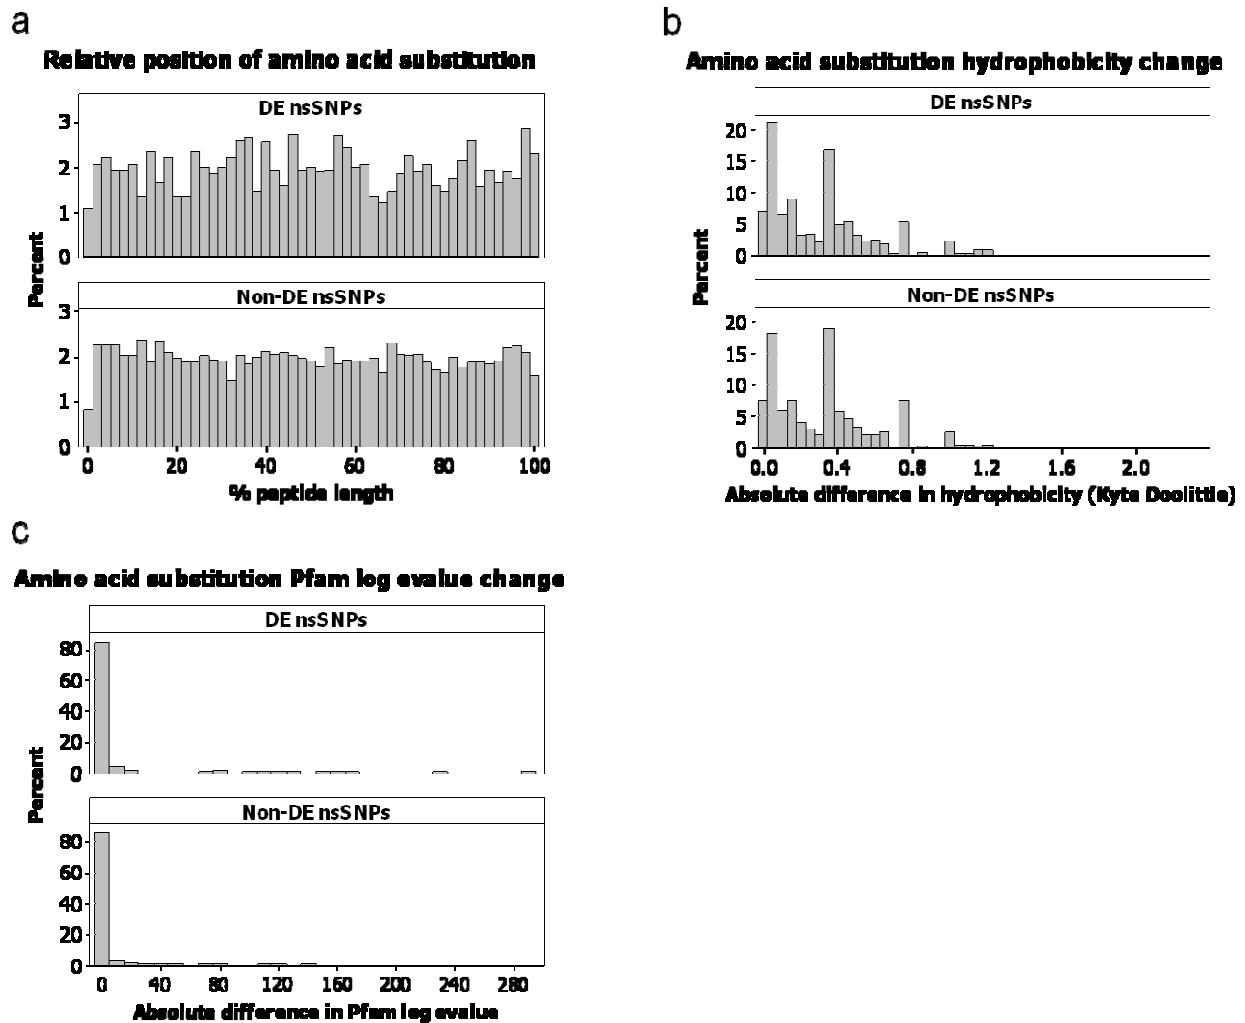 a
Relative position of amino acid substitution
DE nsSNPs
3
2
1
0
Percent
Non-DE nsSNPs
3
2
1
0
0 20 40 60 80 100
% peptide length
b
Amino acid substitution hydrophobicity change
DE nsSNPs
20
15
10
5
0
Percent
Non-DE nsSNPs
20
15
10
5
0
0.0 0.4 0.8 1.2 1.6 2.0
Absolute difference in hydrophobicity (Kyte Doolittle)
c
Amino acid substitution Pfam log evalue change
DE nsSNPs
80
60
40
20
0
Percent
Non-DE nsSNPs
80
60
40
20
0
0 40 80 120 160 200 240 280
Absolute difference in Pfam log evalue